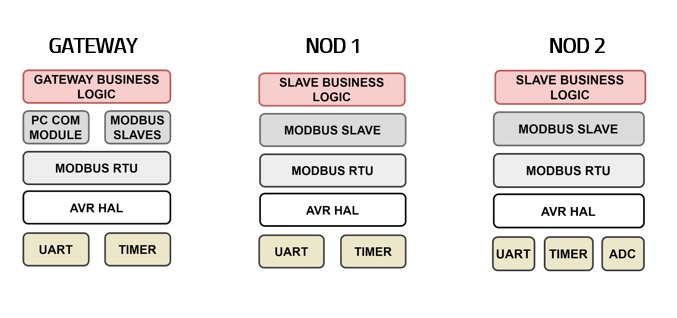 GATEWAY
GATEWAY BUSINESS
LOGIC
PC COM
MODULE
MODBUS
SLAVES
MODBUS RTU
AVR HAL
UART
TIMER
NOD 1
SLAVE BUSINESS
LOGIC
MODBUS SLAVE
MODBUS RTU
AVR HAL
UART
TIMER
NOD 2
SLAVE BUSINESS
LOGIC
MODBUS SLAVE
MODBUS RTU
AVR HAL
UART
TIMER
ADC